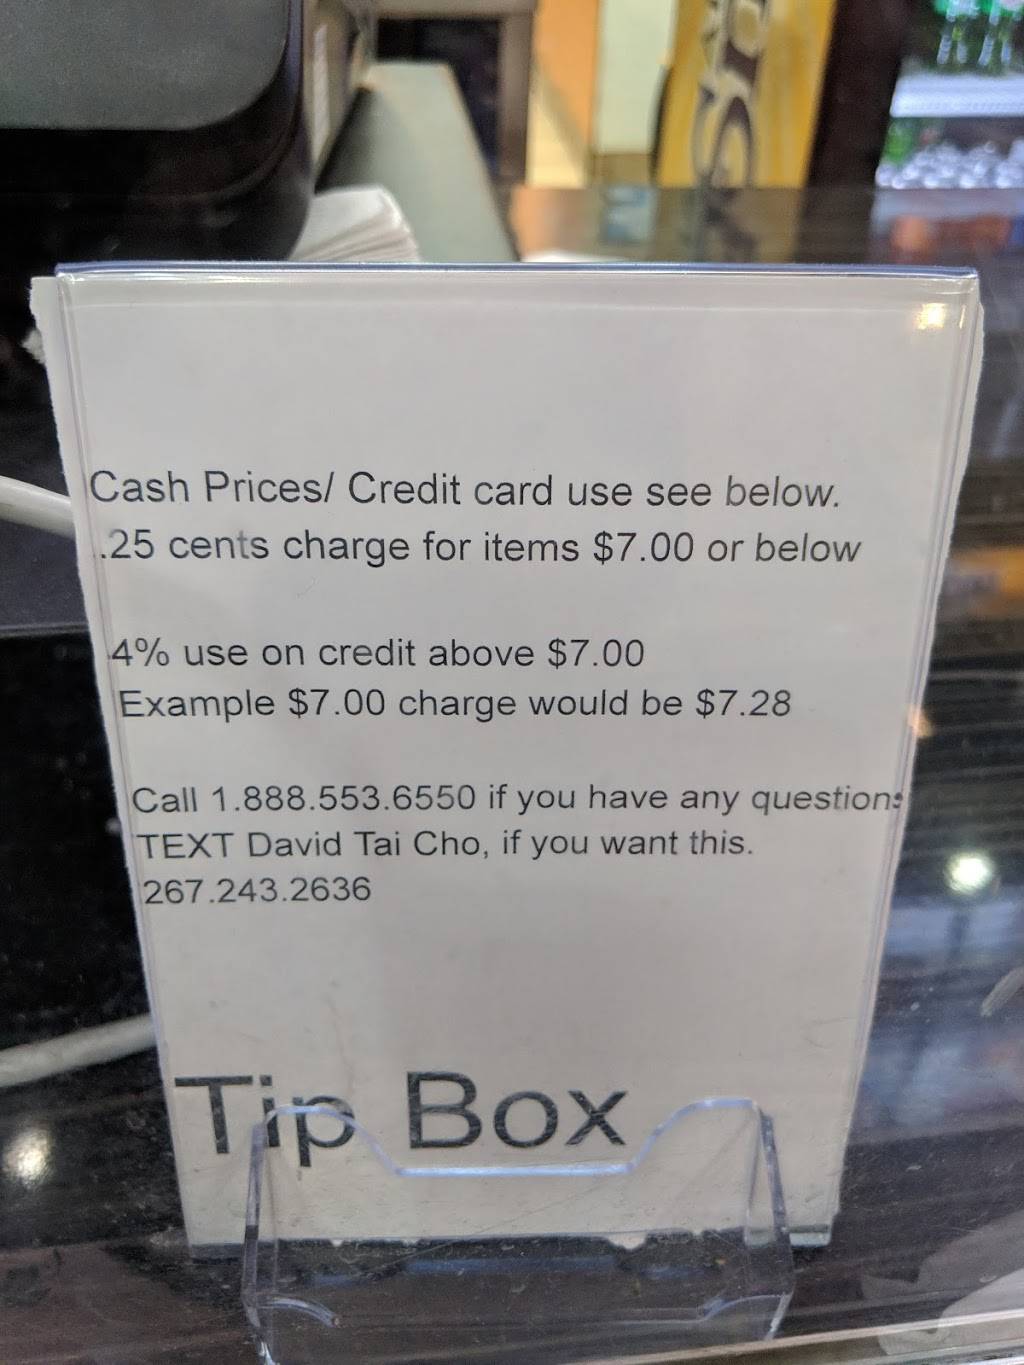 Cash Prices/ Credit card use see below.
.25 cents charge for items $7.00 or below
4% use on credit above $7.00
Example $7.00 charge would be $7.28
Call 1.888.553.6550 if you have any questions
TEXT David Tai Cho, if you want this.
267.243.2636
Tip Box